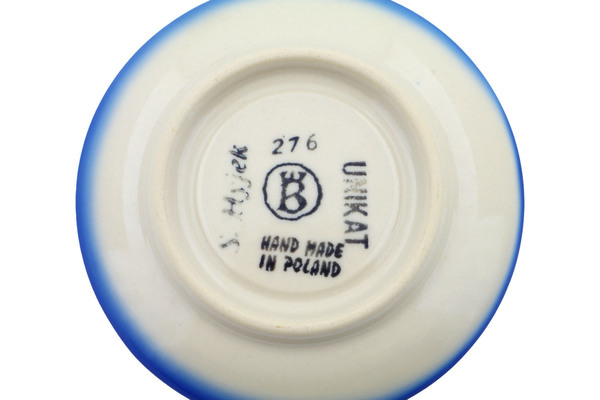 276
B
UNIKAT
HAND MADE
IN POLAND